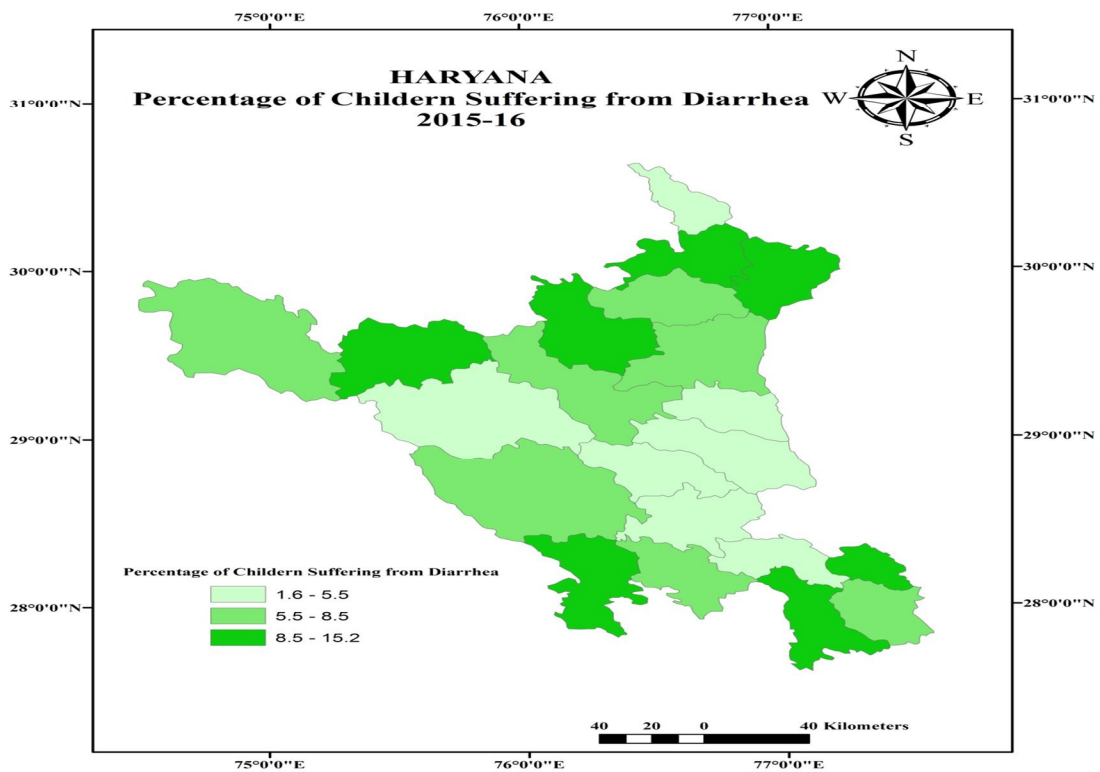 75°0'0"E 76°0'0"E 77°0'0"E
HARYANA
Percentage of Childern Suffering from Diarrhea
2015-16
N
W E
S
31°0'0"N 31°0'0"N
30°0'0"N 30°0'0"N
29°0'0"N 29°0'0"N
28°0'0"N 28°0'0"N
Percentage of Childern Suffering from Diarrhea
1.6 - 5.5
5.5 - 8.5
8.5 - 15.2
40 20 0 40 Kilometers
75°0'0"E 76°0'0"E 77°0'0"E